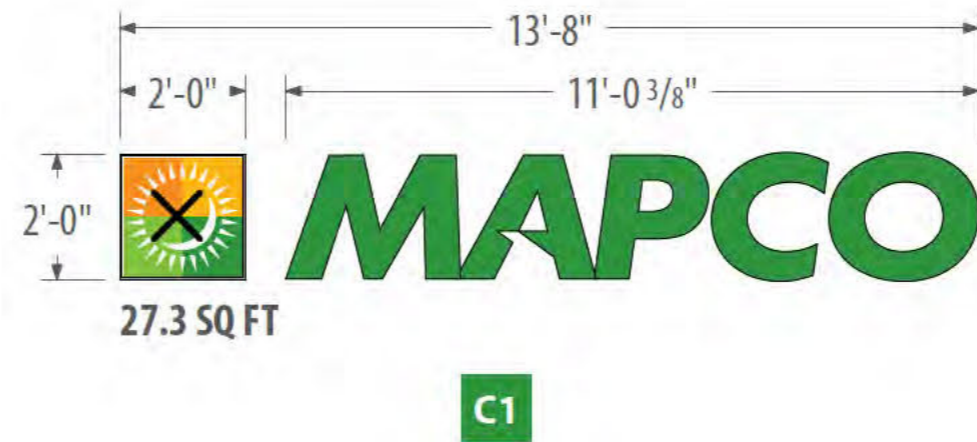 13'-8"
2'-0" 11'-0 3/8"
2'-0" MAPCO
27.3 SQ FT
C1